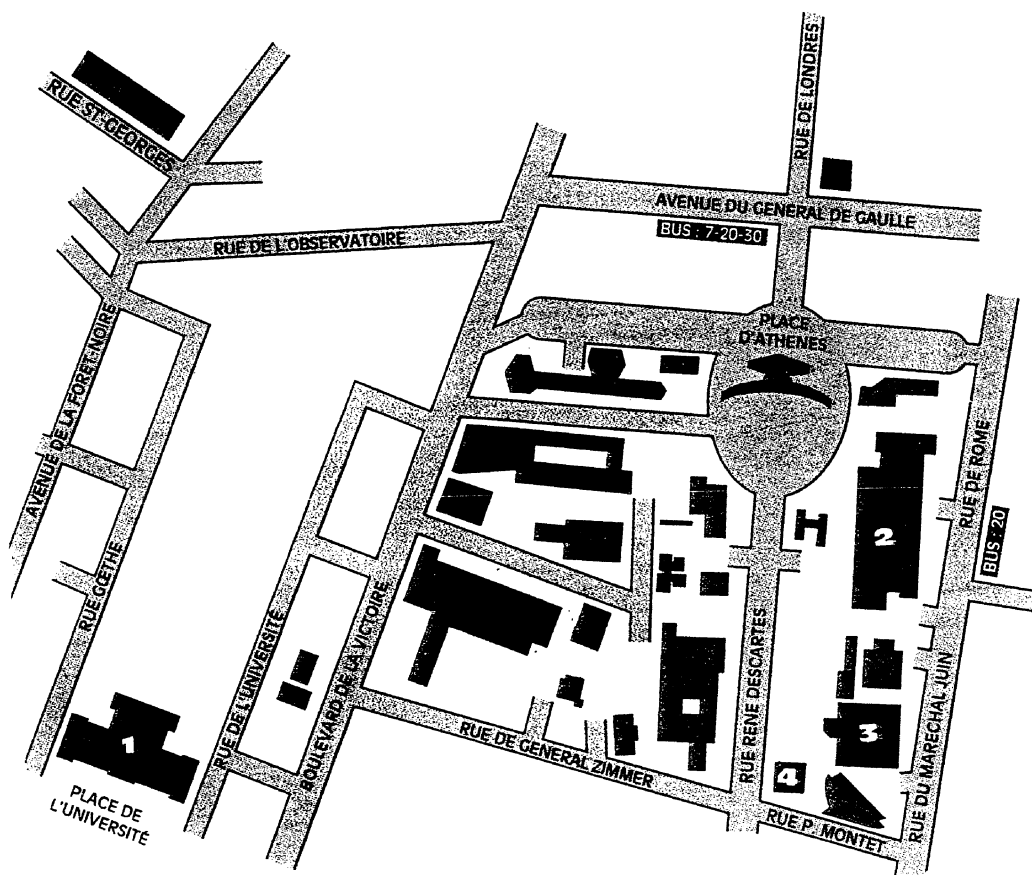 RUE DE LONDRES
RUE ST-GEORGES
AVENUE DU GENERAL DE GAULLE
BUS : 7-20-30
RUE DE L'OBSERVATOIRE
PLACE
D'ATHENES
AVENUE DE LA FORET NOIRE
RUE DE ROME
BUS : 20
2
RUE GŒTHE
RUE DE L'UNIVERSITÉ
BOULEVARD DE LA VICTOIRE
RUE RENE DESCARTES
RUE DU MARECHAL JUIN
1
3
RUE DE GENERAL ZIMMER
4
PLACE DE
L'UNIVERSITÉ
RUE P. MONTET